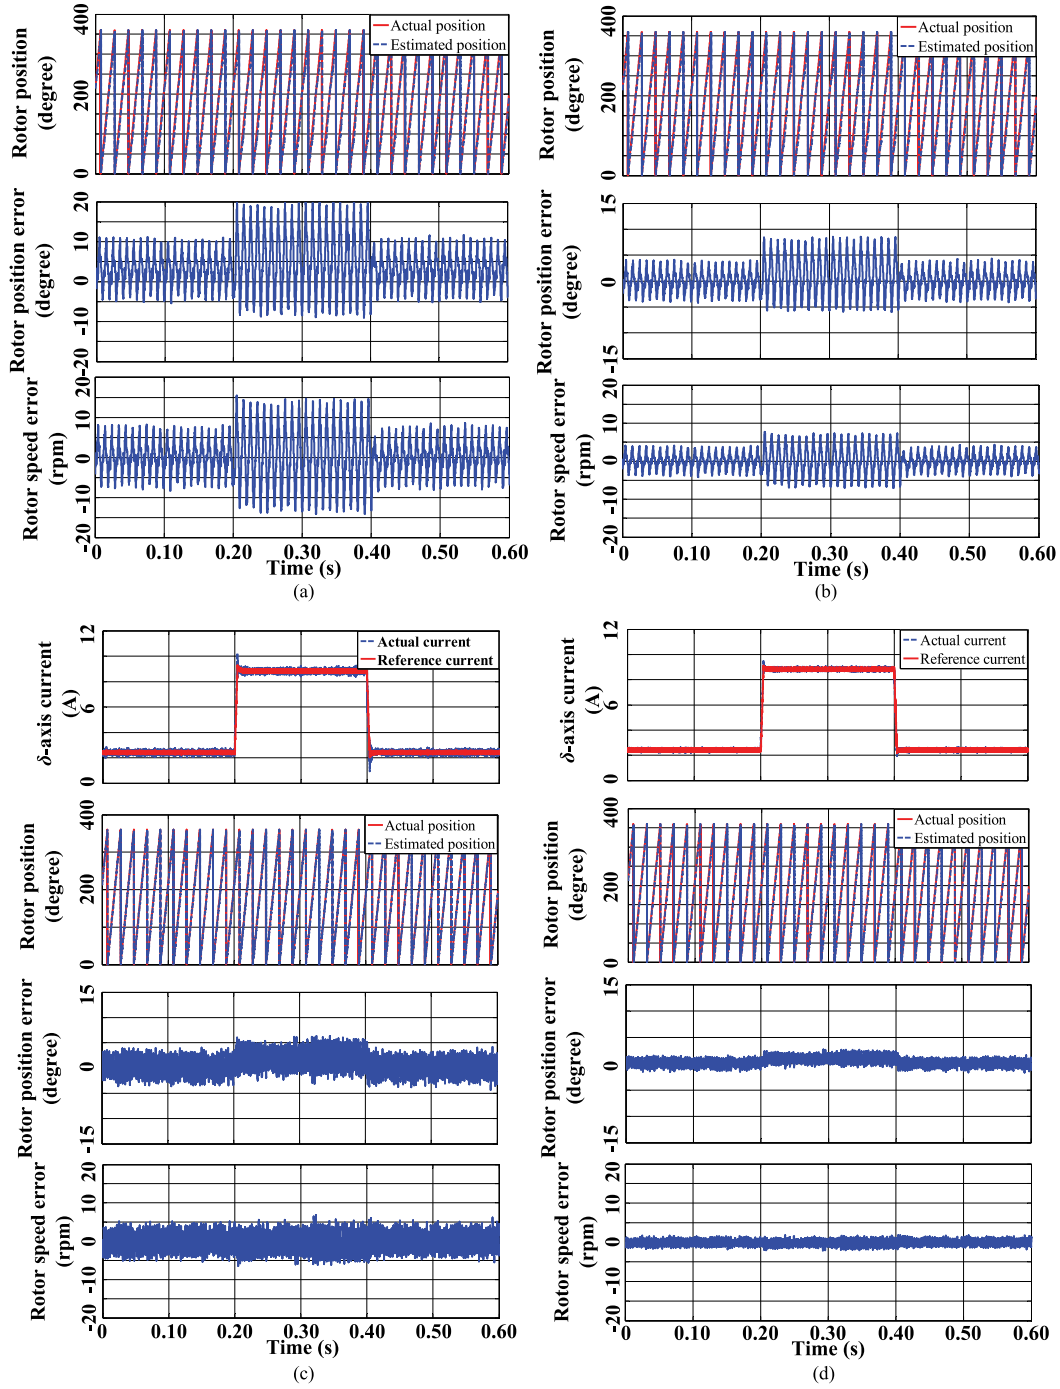 Rotor position
(degree)
400
200
0
Actual position
Estimated position
Rotor position error
(degree)
20
10
0
-10
-20
Rotor speed error
(rpm)
20
10
0
-10
-20
0
0.10
0.20
0.30
0.40
0.50
0.60
Time (s)
(a)
Rotor position
(degree)
400
200
0
Actual position
Estimated position
Rotor position error
(degree)
15
0
-15
Rotor speed error
(rpm)
20
10
0
-10
-20
0
0.10
0.20
0.30
0.40
0.50
0.60
Time (s)
(b)
δ-axis current
(A)
12
6
0
Actual current
Reference current
Rotor position
(degree)
400
200
0
Actual position
Estimated position
Rotor position error
(degree)
15
0
-15
Rotor speed error
(rpm)
20
10
0
-10
-20
0
0.10
0.20
0.30
0.40
0.50
0.60
Time (s)
(c)
δ-axis current
(A)
12
6
0
Actual current
Reference current
Rotor position
(degree)
400
200
0
Actual position
Estimated position
Rotor position error
(degree)
15
0
-15
Rotor speed error
(rpm)
20
10
0
-10
-20
0
0.10
0.20
0.30
0.40
0.50
0.60
Time (s)
(d)